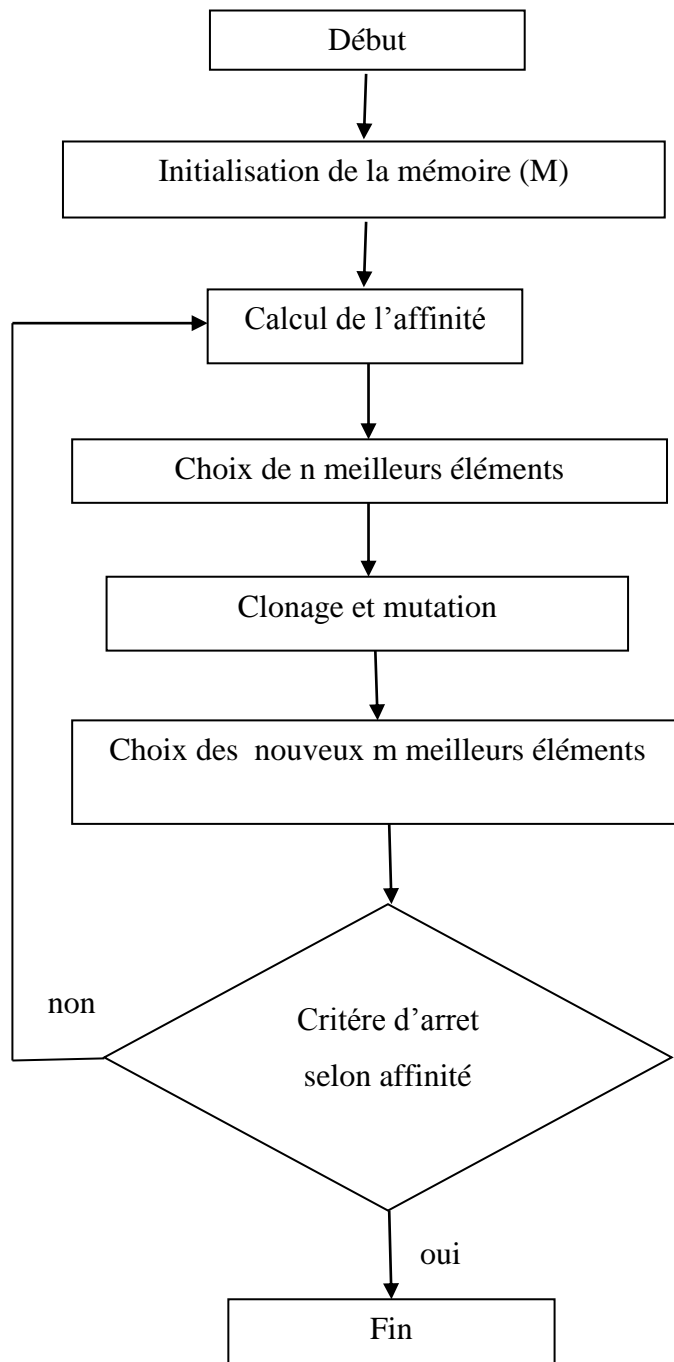 Début
Initialisation de la mémoire (M)
Calcul de l’affinité
Choix de n meilleurs éléments
Clonage et mutation
Choix des  nouveux m meilleurs éléments
non
Critére d’arret
selon affinité
oui
Fin